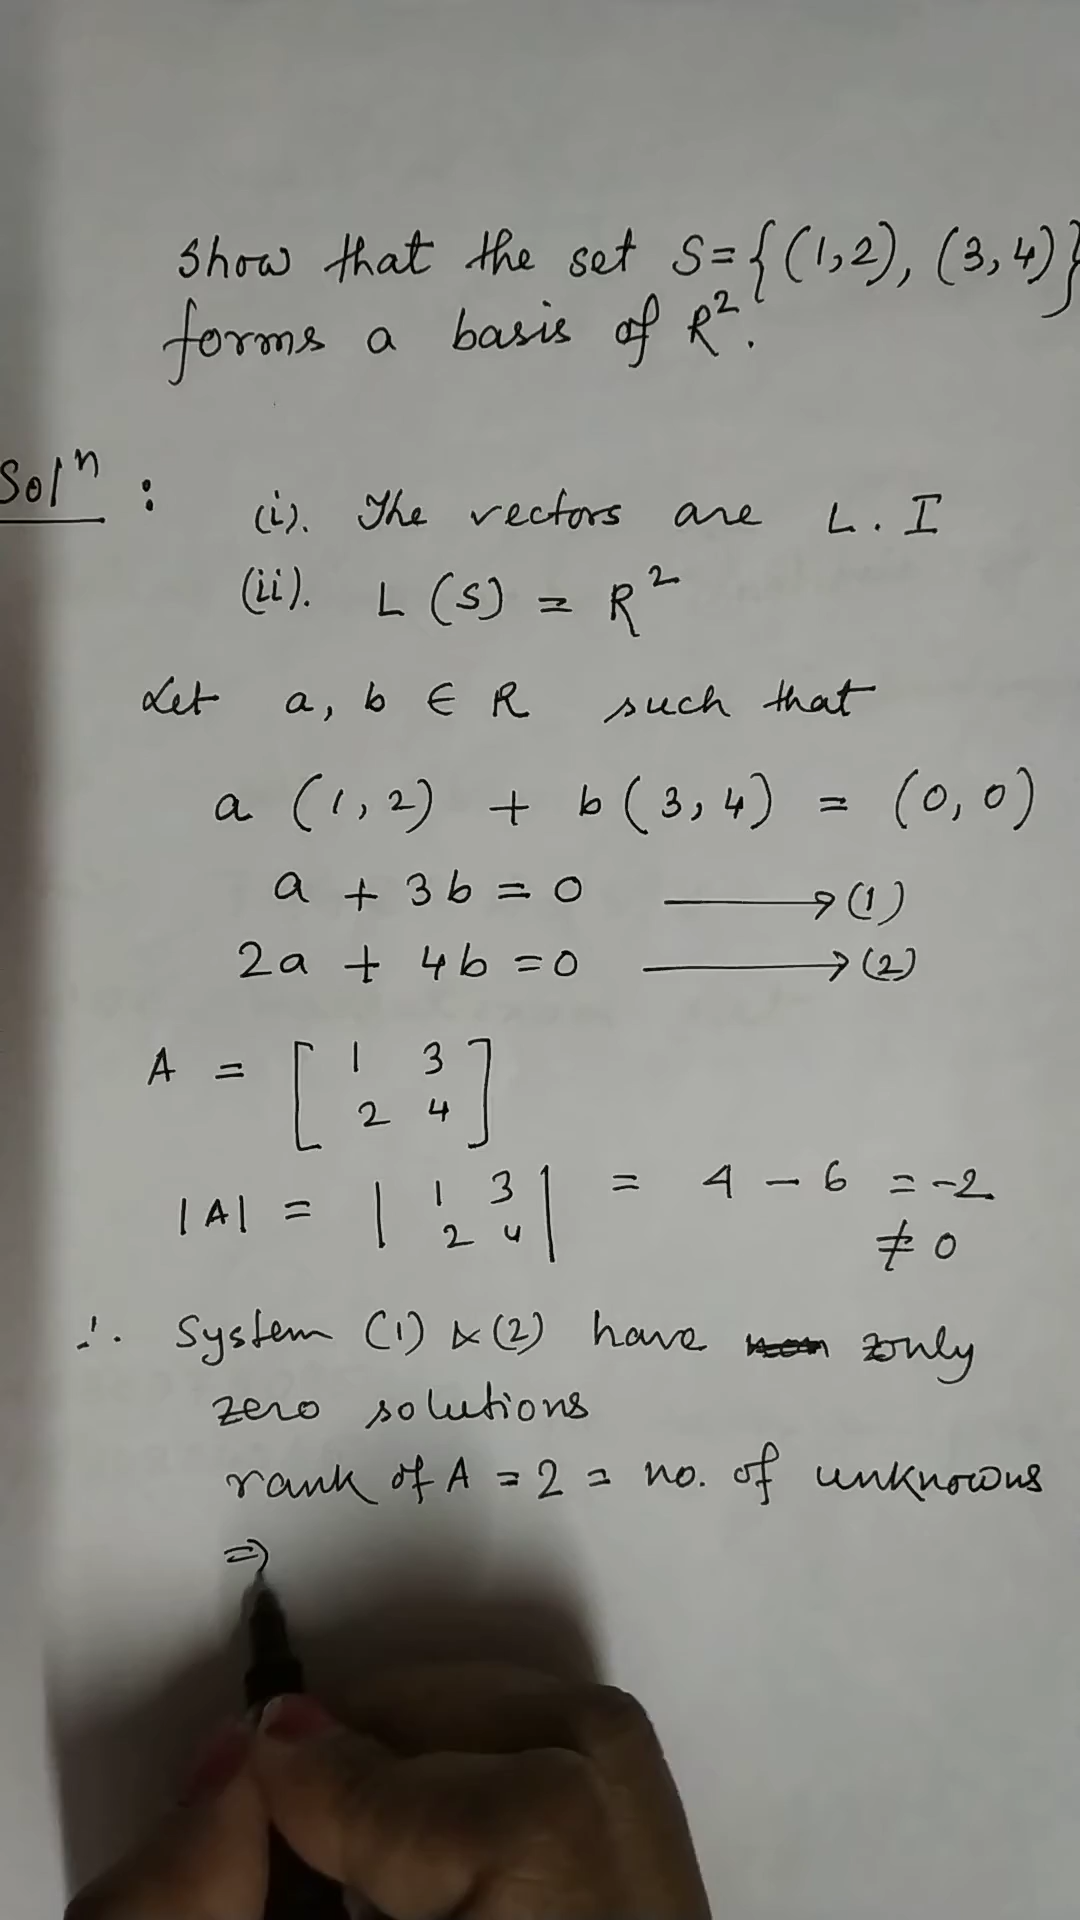 Show that the set S={(1,2), (3,4)}
forms a basis of R².
Solⁿ :
(i). The vectors are L. I
(ii). L(S) = R²
Let a, b ∈ R such that
a (1,2) + b(3,4) = (0,0)
a + 3b = 0 ⟶ (1)
2a + 4b = 0 ⟶ (2)
A = [1 3
2 4]
|A| = |1 3
2 4| = 4 - 6 = -2
≠ 0
∴ System (1) & (2) have only
zero solutions
rank of A = 2 = no. of unknowns
⇒